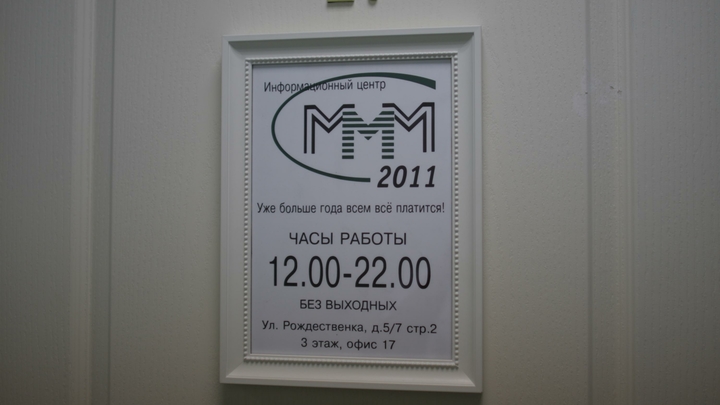 Информационный центр
МММ
2011
Уже больше года всем всё платится!
ЧАСЫ РАБОТЫ
12.00-22.00
БЕЗ ВЫХОДНЫХ
Ул. Рождественка, д.5/7 стр.2
3 этаж, офис 17